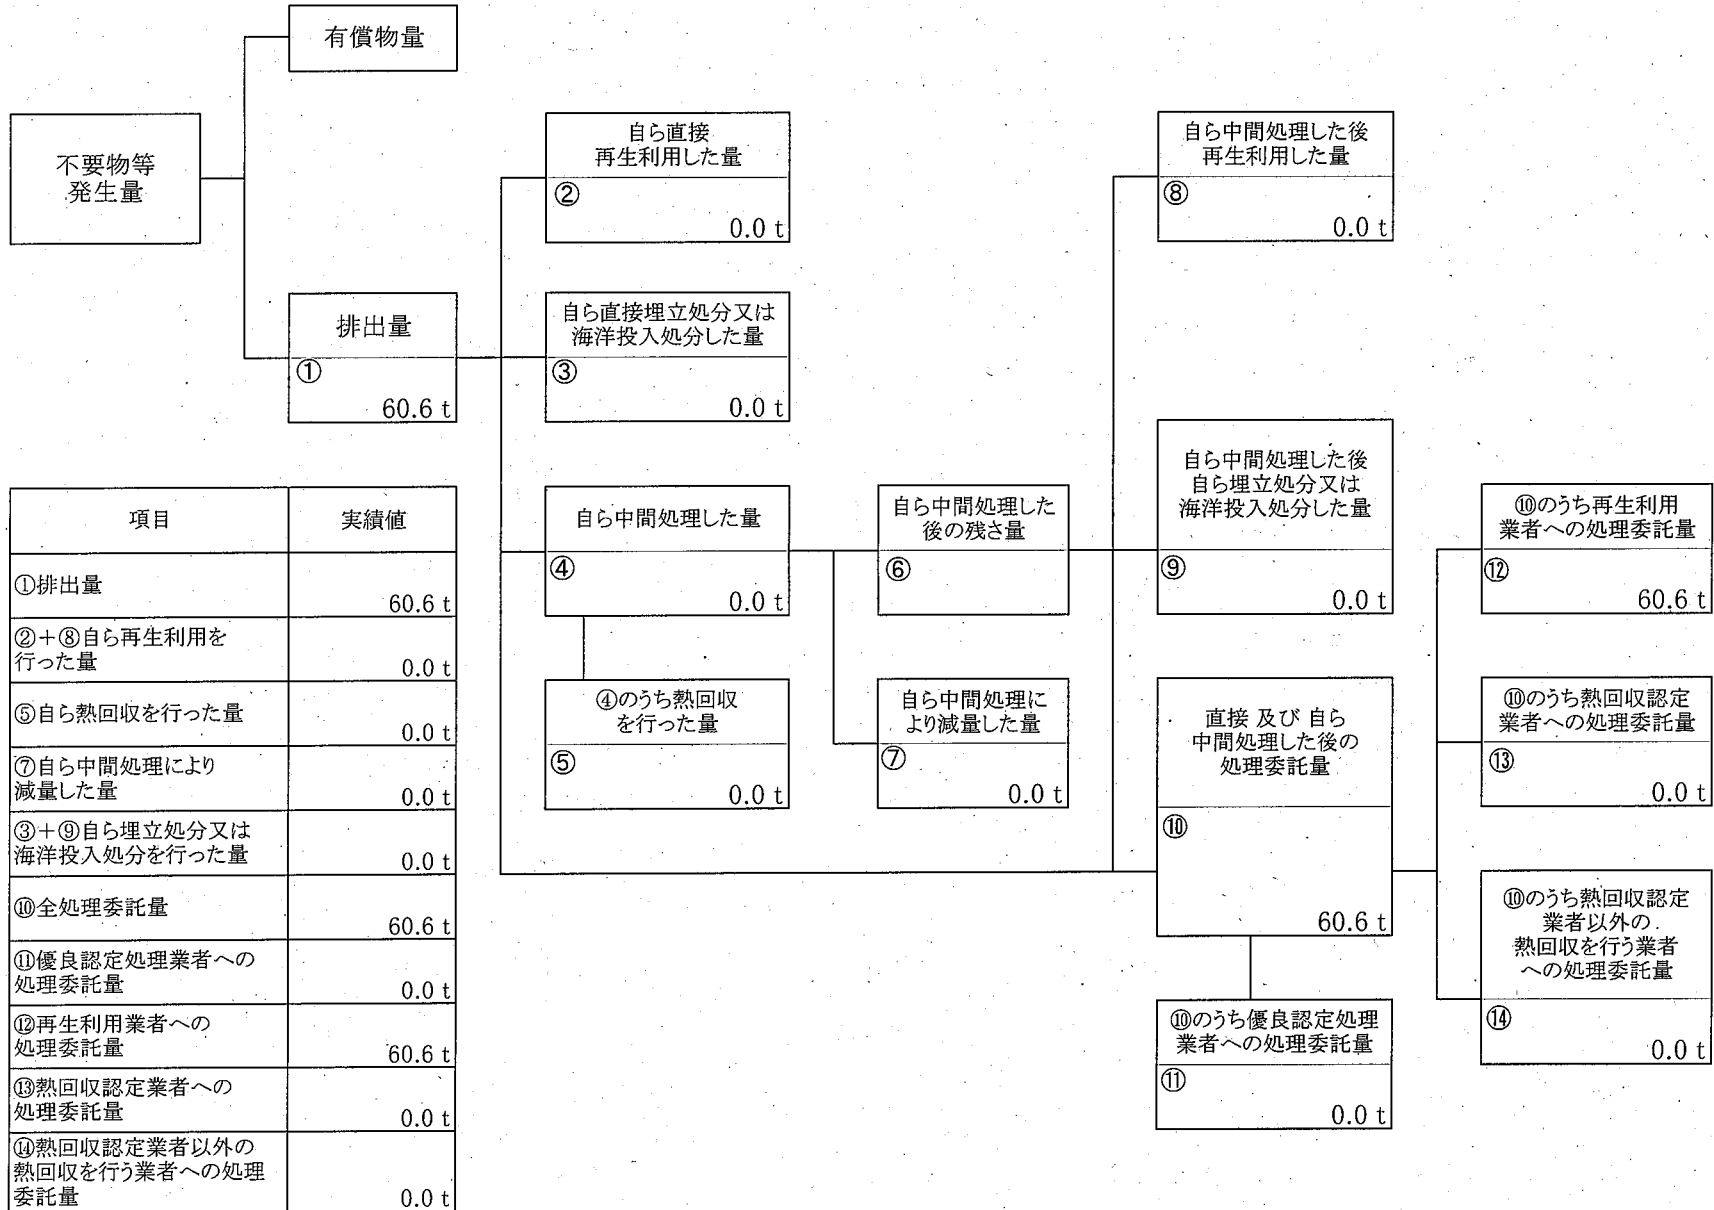 有償物量
不要物等
発生量
排出量
①
60.6 t
自ら直接
再生利用した量
②
0.0 t
自ら直接埋立処分又は
海洋投入処分した量
③
0.0 t
自ら中間処理した量
④
0.0 t
④のうち熱回収
を行った量
⑤
0.0 t
自ら中間処理した
後の残さ量
⑥
自ら中間処理に
より減量した量
⑦
0.0 t
自ら中間処理した後
再生利用した量
⑧
0.0 t
自ら中間処理した後
自ら埋立処分又は
海洋投入処分した量
⑨
0.0 t
直接 及び 自ら
中間処理した後の
処理委託量
⑩
60.6 t
⑩のうち優良認定処理
業者への処理委託量
⑪
0.0 t
⑩のうち再生利用
業者への処理委託量
⑫
60.6 t
⑩のうち熱回収認定
業者への処理委託量
⑬
0.0 t
⑩のうち熱回収認定
業者以外の
熱回収を行う業者
への処理委託量
⑭
0.0 t
項目 実績値
①排出量
60.6 t
②+⑧自ら再生利用を
行った量
0.0 t
⑤自ら熱回収を行った量
0.0 t
⑦自ら中間処理により
減量した量
0.0 t
③+⑨自ら埋立処分又は
海洋投入処分を行った量
0.0 t
⑩全処理委託量
60.6 t
⑪優良認定処理業者への
処理委託量
0.0 t
⑫再生利用業者への
処理委託量
60.6 t
⑬熱回収認定業者への
処理委託量
0.0 t
⑭熱回収認定業者以外の
熱回収を行う業者への処理
委託量
0.0 t